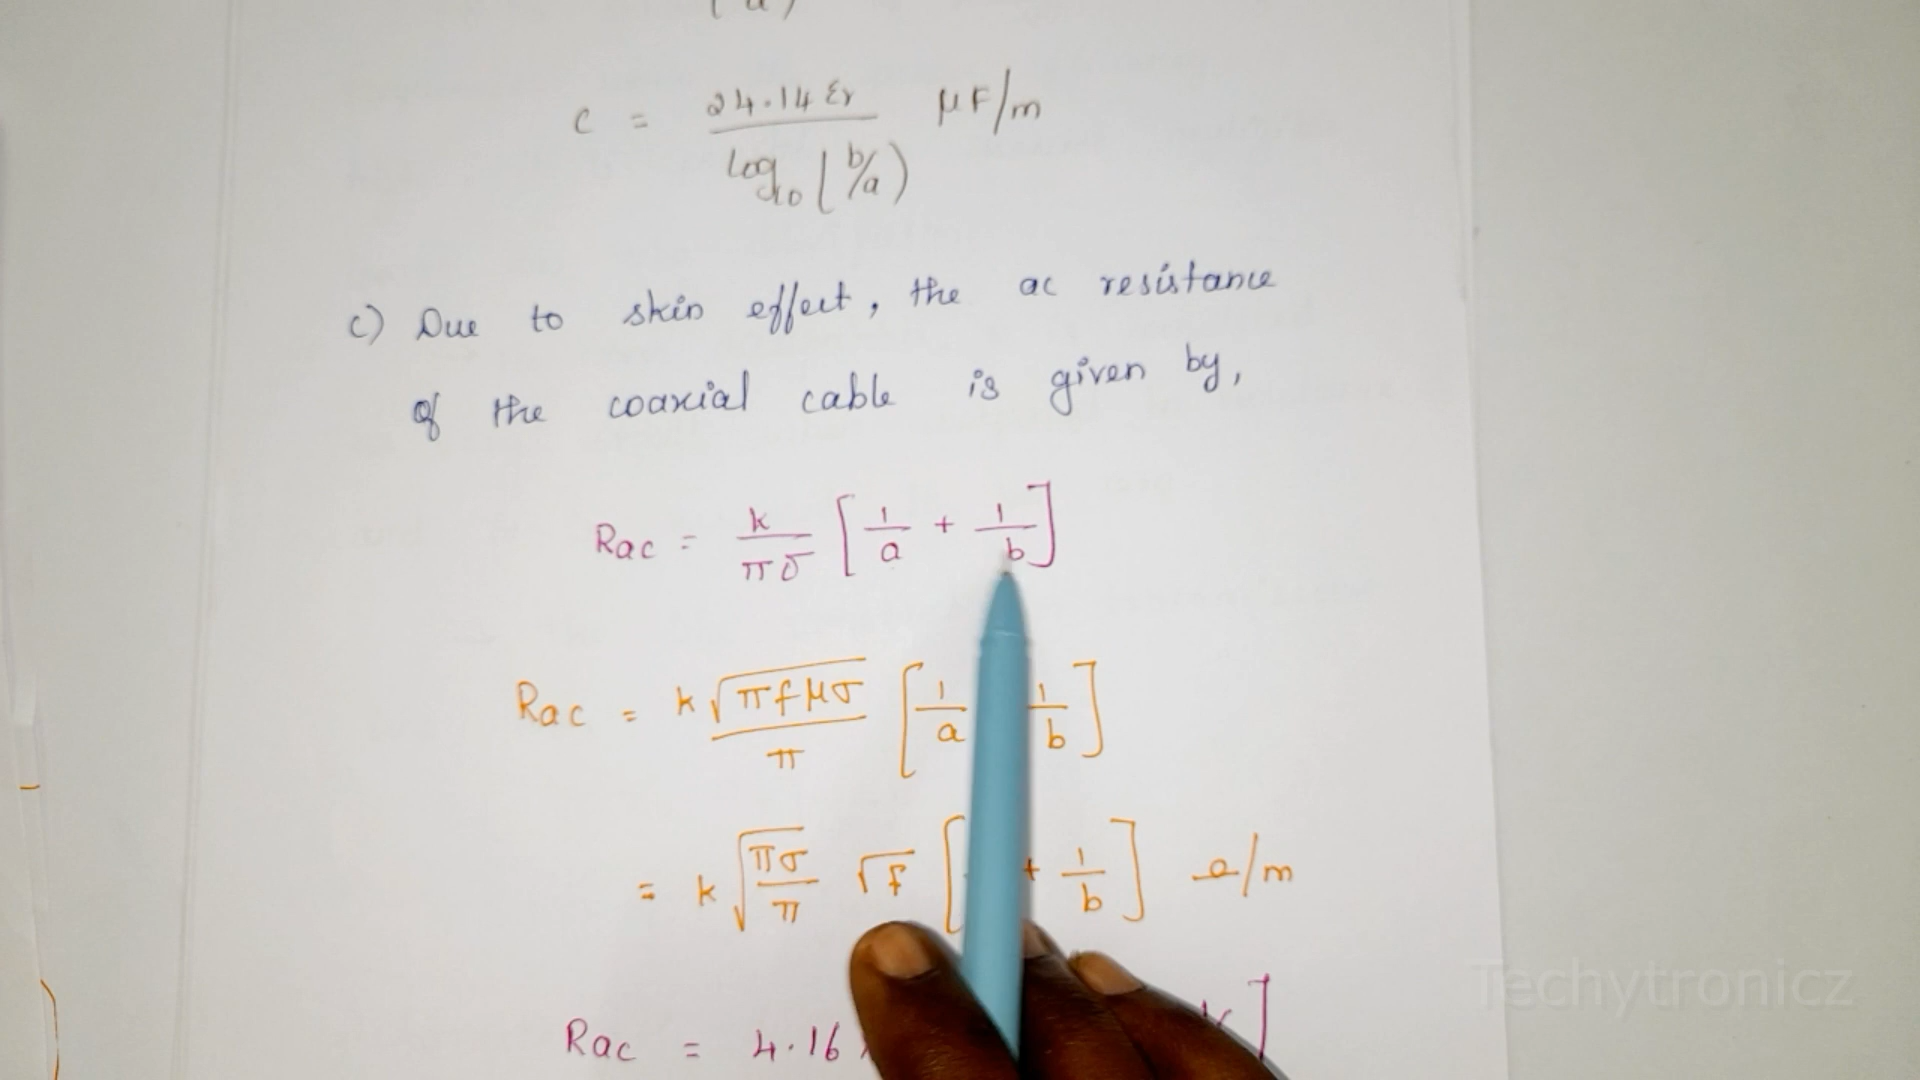 C = 24.14 εr / log10 (b/a) μF/m
c) Due to skin effect, the ac resistance
of the coaxial cable is given by,
Rac = k / πσ [1/a + 1/b]
Rac = k √πfμσ / π [1/a 1/b]
= k √πσ/π √f [ + 1/b] Ω/m
Techytronicz
Rac = 4.16 ]